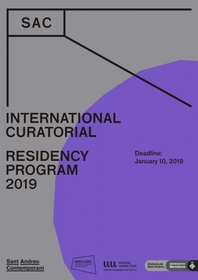 SAC
INTERNATIONAL
CURATORIAL
RESIDENCY
PROGRAM
2019
Deadline:
January 10, 2019
Sant Andreu
Contemporani